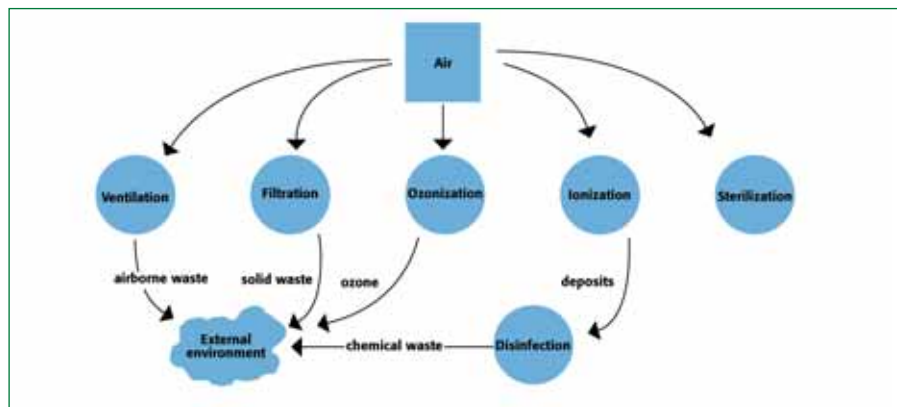 Air
Ventilation
Filtration
Ozonization
Ionization
Sterilization
airborne waste
solid waste
ozone
deposits
External
environment
chemical waste
Disinfection